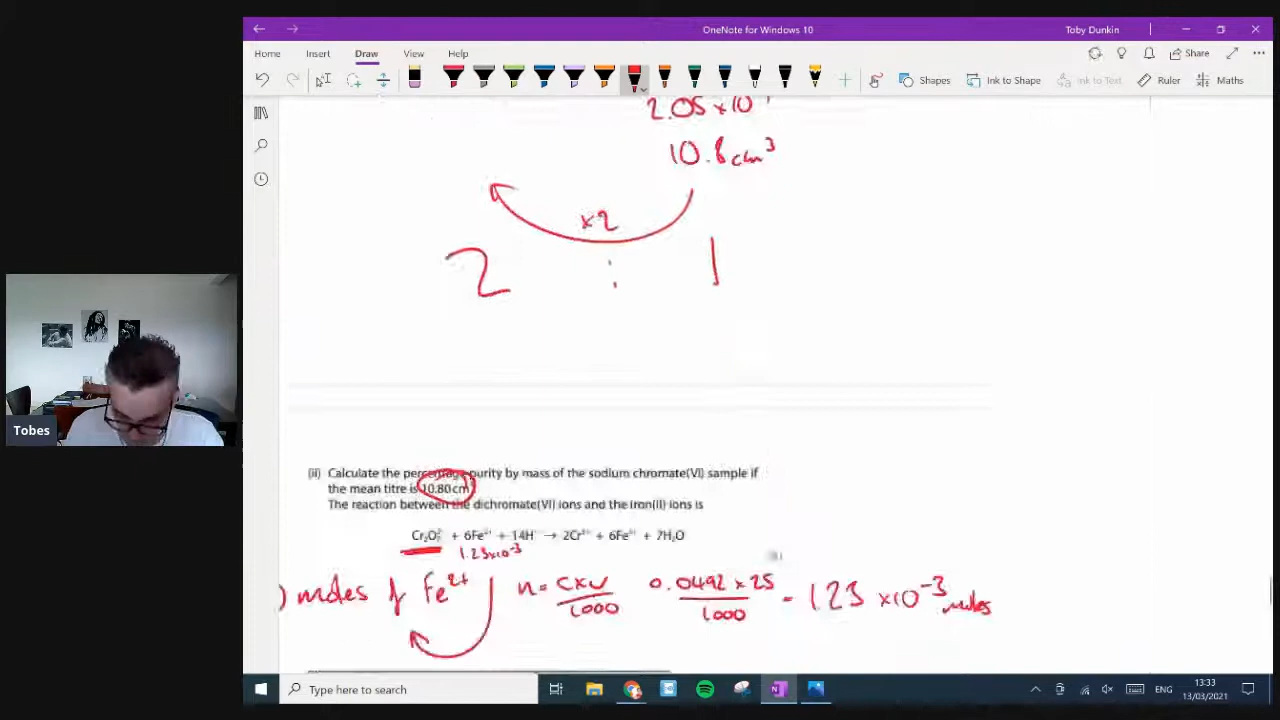 OneNote for Windows 10
Toby Dunkin
Home Insert Draw View Help
Share
Shapes Ink to Shape Ink to Text Ruler Maths
2.05 x 10
10.8 cm³
x2
2 : 1
Tobes
(ii) Calculate the percentage purity by mass of the sodium chromate(VI) sample if
the mean titre is 10.80 cm³
The reaction between the dichromate(VI) ions and the iron(II) ions is
Cr₂O₇²⁻ + 6Fe²⁺ + 14H⁺ → 2Cr³⁺ + 6Fe³⁺ + 7H₂O
1.23x10⁻³
) moles of Fe²⁺ n = cxv/1000 0.0492 x 25/1000 = 1.23 x10⁻³ moles
Type here to search
ENG
13:33
13/03/2021